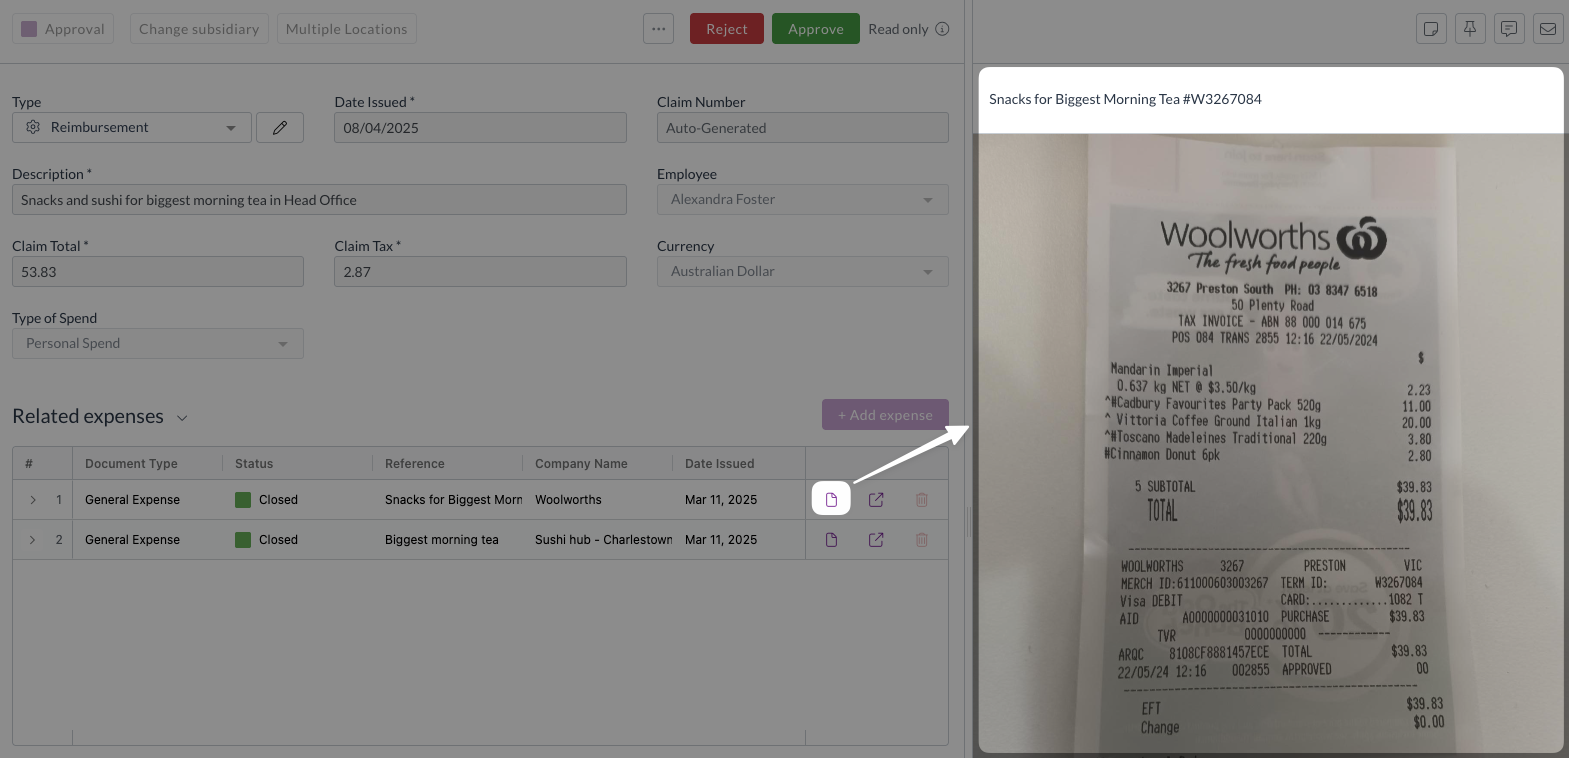 Approval
Change subsidiary
Multiple Locations
...
Reject
Approve
Read only
Type
Date Issued *
Claim Number
Reimbursement
08/04/2025
Auto-Generated
Description *
Employee
Snacks and sushi for biggest morning tea in Head Office
Alexandra Foster
Claim Total *
Claim Tax *
Currency
53.83
2.87
Australian Dollar
Type of Spend
Personal Spend
Related expenses
+ Add expense
# Document Type Status Reference Company Name Date Issued
1 General Expense Closed Snacks for Biggest Morn Woolworths Mar 11, 2025
2 General Expense Closed Biggest morning tea Sushi hub - Charlestown Mar 11, 2025
Snacks for Biggest Morning Tea #W3267084
Woolworths
The fresh food people
3267 Preston South PH: 03 8347 6518
50 Plenty Road
TAX INVOICE - ABN 88 000 014 675
POS 084 TRANS 2855 12:16 22/05/2024
$
Mandarin Imperial
0.637 kg NET @ $3.50/kg 2.23
^#Cadbury Favourites Party Pack 520g 11.00
^ Vittoria Coffee Ground Italian 1kg 20.00
^#Toscano Madeleines Traditional 220g 3.80
#Cinnamon Donut 6pk 2.80
5 SUBTOTAL $39.83
TOTAL $39.83
WOOLWORTHS 3267 PRESTON VIC
MERCH ID:611000603003267 TERM ID: W3267084
Visa DEBIT CARD:............1082 T
AID A0000000031010 PURCHASE $39.83
TVR 0000000000 ------------
ARQC 8108CF8881457ECE TOTAL $39.83
22/05/24 12:16 002855 APPROVED 00
EFT $39.83
Change $0.00